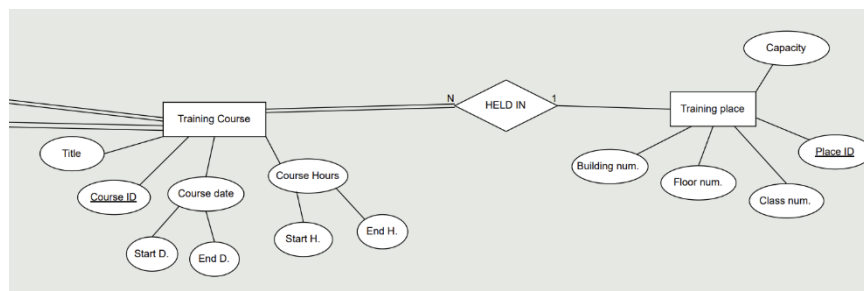 Capacity
N
HELD IN
1
Training Course
Training place
Title
Course ID
Course date
Course Hours
Building num.
Floor num.
Class num.
Place ID
Start D.
End D.
Start H.
End H.